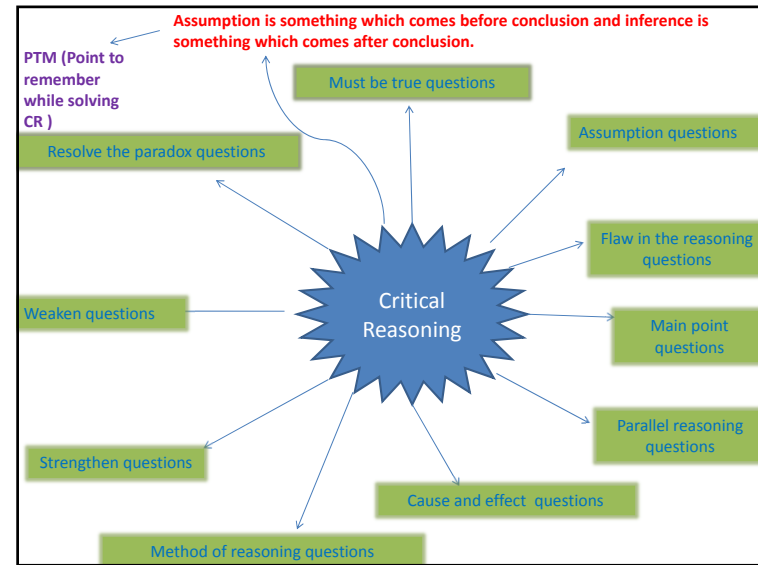 Assumption is something which comes before conclusion and inference is
something which comes after conclusion.
PTM (Point to
remember
while solving
CR )
Must be true questions
Assumption questions
Resolve the paradox questions
Flaw in the reasoning
questions
Critical
Reasoning
Weaken questions
Main point
questions
Parallel reasoning
questions
Strengthen questions
Cause and effect  questions
Method of reasoning questions